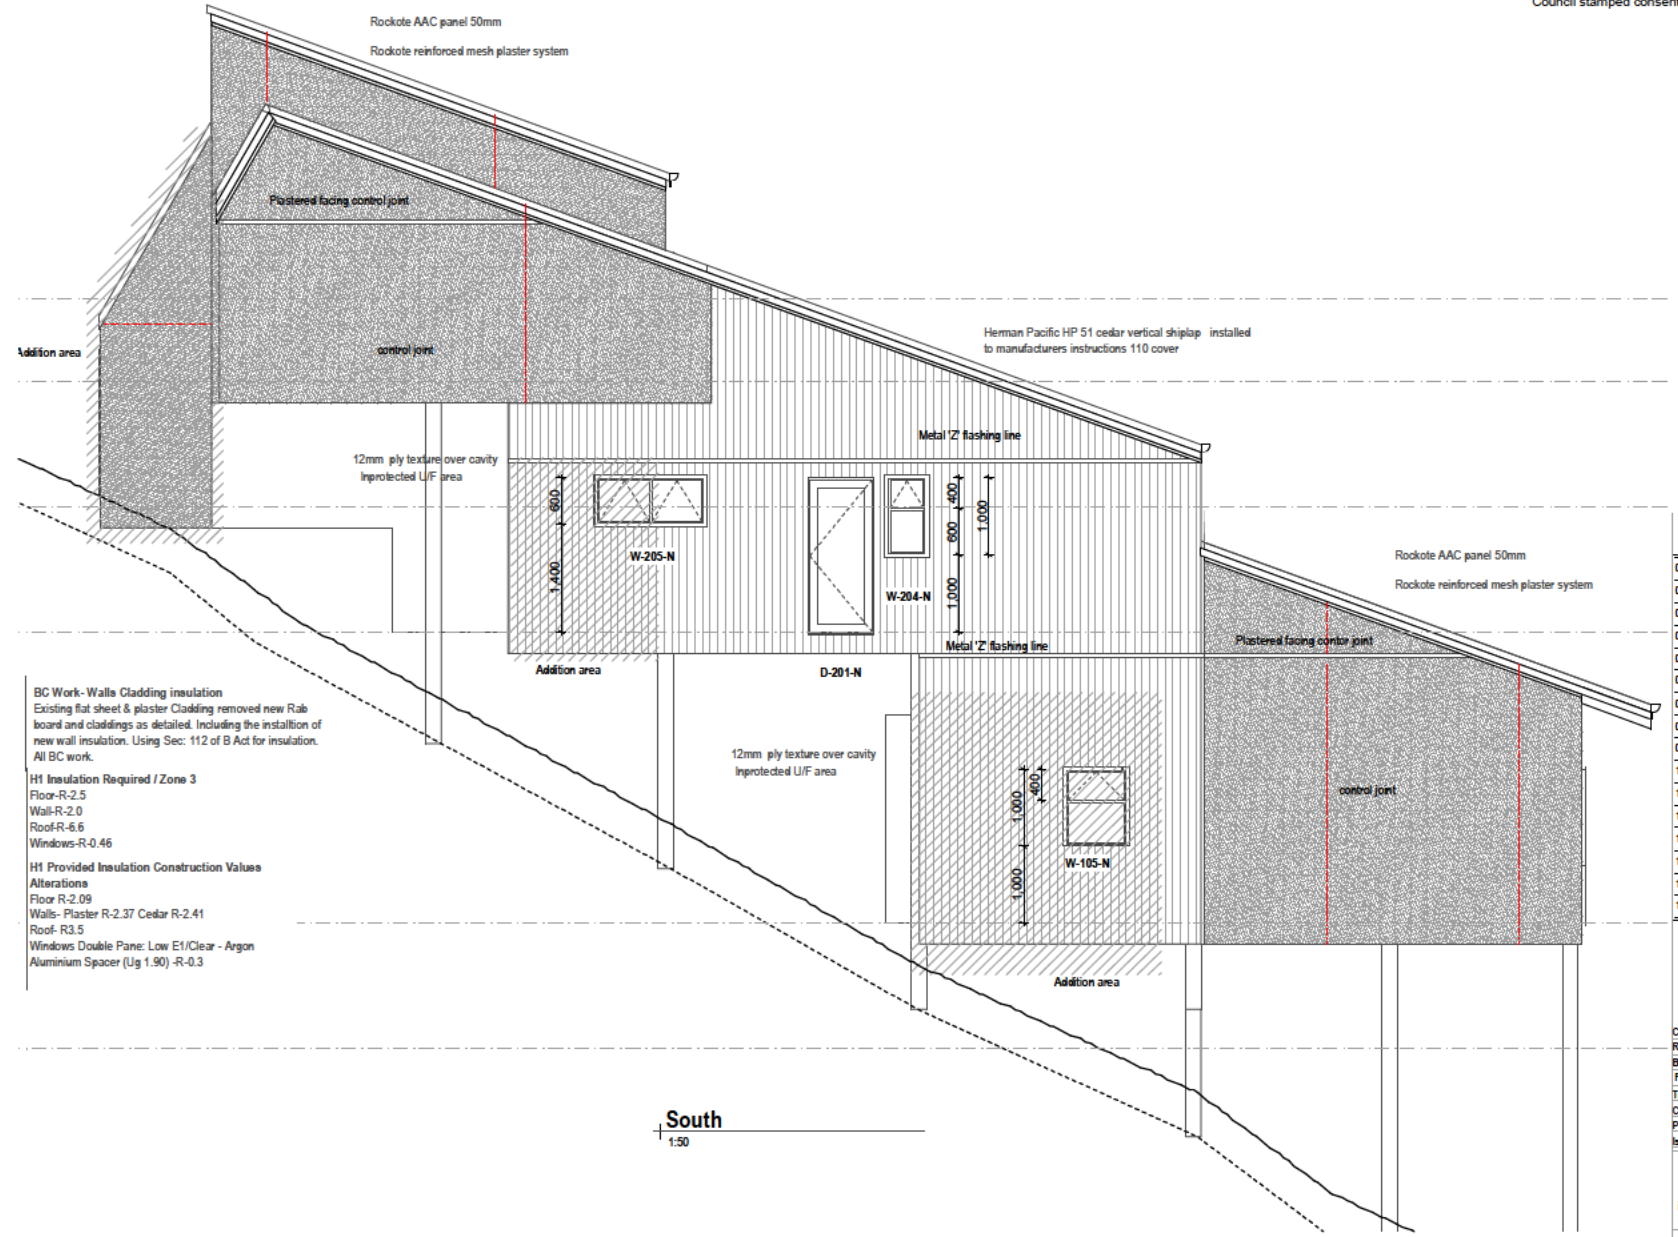 Council stamped consent
Rockote AAC panel 50mm
Rockote reinforced mesh plaster system
Plastered facing control joint
Addition area
control joint
Herman Pacific HP 51 cedar vertical shiplap installed
to manufacturers instructions 110 cover
Metal 'Z' flashing line
12mm ply texture over cavity
Inprotected U/F area
600
1,400
W-205-N
400
600
1,000
1,000
W-204-N
Rockote AAC panel 50mm
Rockote reinforced mesh plaster system
Plastered facing contor joint
Metal 'Z' flashing line
Addition area
D-201-N
BC Work- Walls Cladding insulation
Existing flat sheet & plaster Cladding removed new Rab
board and claddings as detailed. Including the installtion of
new wall insulation. Using Sec: 112 of B Act for insulation.
All BC work.
H1 Insulation Required / Zone 3
Floor-R-2.5
Wall-R-2.0
Roof-R-6.6
Windows-R-0.46
H1 Provided Insulation Construction Values
Alterations
Floor R-2.09
Walls- Plaster R-2.37 Cedar R-2.41
Roof- R3.5
Windows Double Pane: Low E1/Clear - Argon
Aluminium Spacer (Ug 1.90) -R-0.3
12mm ply texture over cavity
Inprotected U/F area
400
1,000
1,000
W-105-N
control joint
Addition area
South
1:50